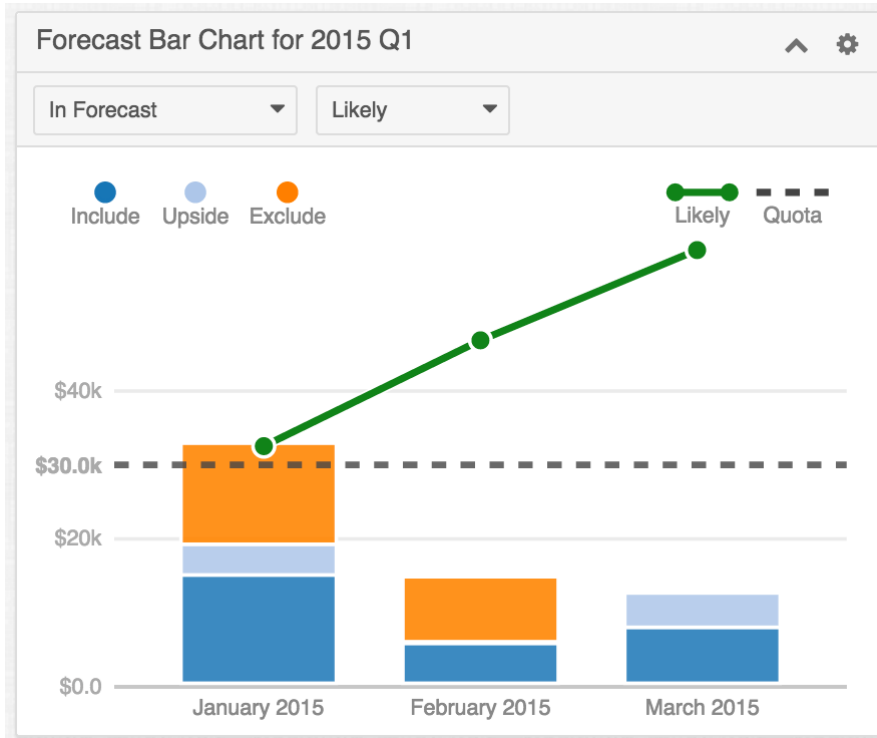 Forecast Bar Chart for 2015 Q1
In Forecast
Likely
Include
Upside
Exclude
Likely
Quota
$40k
$30.0k
$20k
$0.0
January 2015
February 2015
March 2015